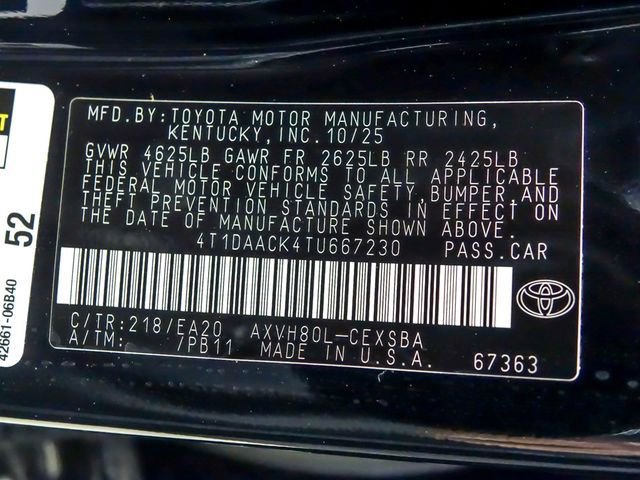 MFD.BY:TOYOTA MOTOR MANUFACTURING,
KENTUCKY, INC. 10/25
GVWR 4625LB GAWR FR 2625LB RR 2425LB
THIS VEHICLE CONFORMS TO ALL APPLICABLE
FEDERAL MOTOR VEHICLE SAFETY, BUMPER, AND
THEFT PREVENTION STANDARDS IN EFFECT ON
THE DATE OF MANUFACTURE SHOWN ABOVE.
4T1DAACK4TU667230 PASS.CAR
C/TR:218/EA20 AXVH80L-CEXSBA
A/TM: /PB11 MADE IN U.S.A.
67363
52
42661-06B40